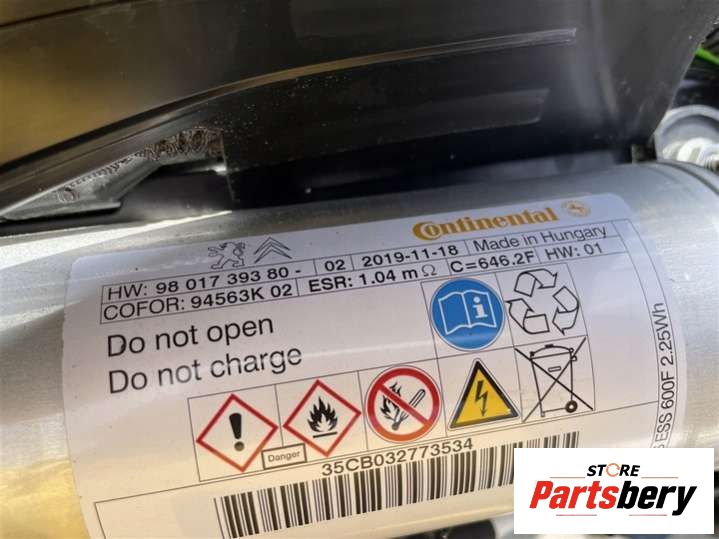 Continental
HW: 98 017 393 80 - 02 2019-11-18 Made in Hungary
COFOR: 94563K 02 ESR: 1.04 mΩ C=646.2F HW: 01
Do not open
Do not charge
Danger
35CB032773534
ESS 600F 2.25Wh
STORE
Partsbery